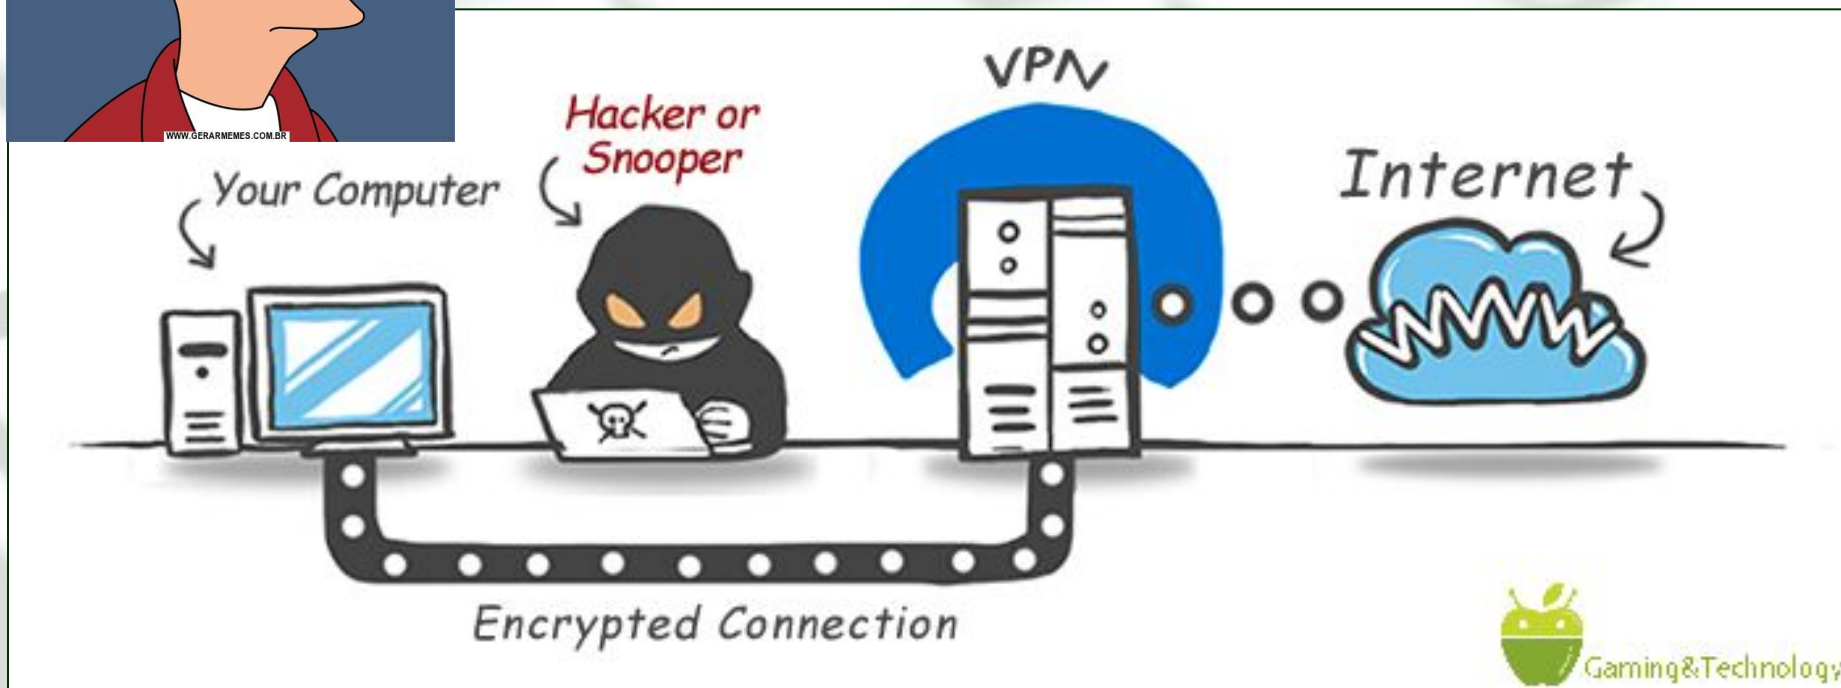 WWW.GERARMEMES.COM.BR
VPN
Hacker or
Snooper
Your Computer
Internet
WWW
Encrypted Connection
Gaming&Technology